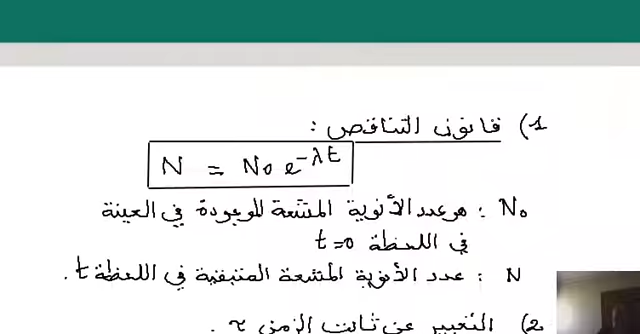 1) قانون التناقص :
N = N₀ e^{-λt}
N₀ : هو عدد الأنوية المشعة الموجودة في العينة
في اللحظة t=0
N : عدد الأنوية المشعة المتبقية في اللحظة t.
2) التعبير عن ثابت الزمن τ.